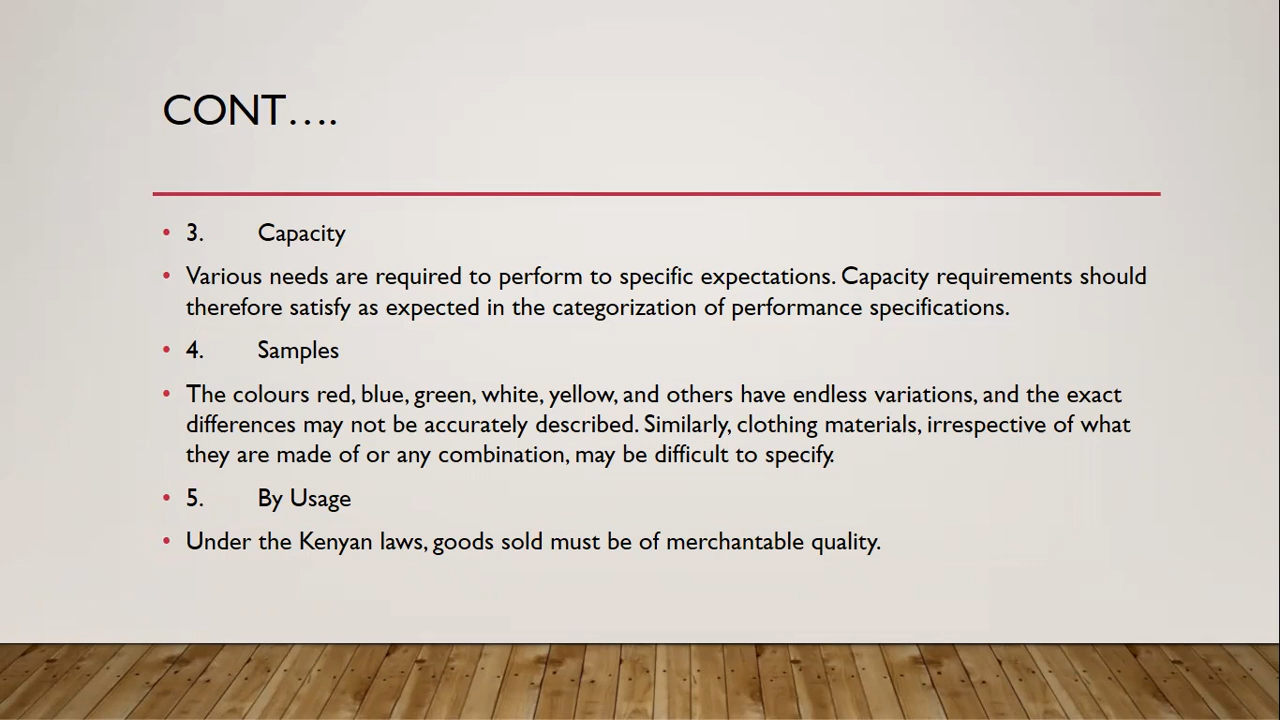 CONT….
• 3. Capacity
• Various needs are required to perform to specific expectations. Capacity requirements should
therefore satisfy as expected in the categorization of performance specifications.
• 4. Samples
• The colours red, blue, green, white, yellow, and others have endless variations, and the exact
differences may not be accurately described. Similarly, clothing materials, irrespective of what
they are made of or any combination, may be difficult to specify.
• 5. By Usage
• Under the Kenyan laws, goods sold must be of merchantable quality.